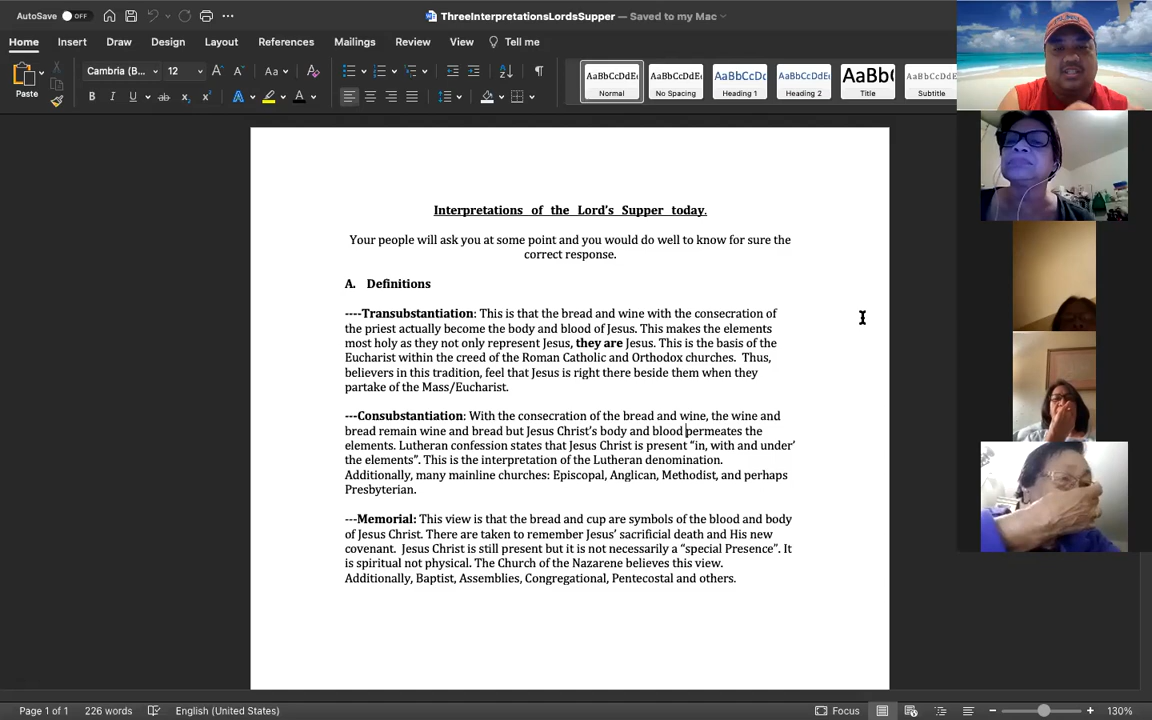 AutoSave OFF ThreeInterpretationsLordsSupper — Saved to my Mac
Home Insert Draw Design Layout References Mailings Review View Tell me
Paste Cambria (B... 12 A^ A˅ Aa
B I U ab x₂ x² A A
AaBbCcDdEe AaBbCcDdEe AaBbCcDc AaBbCcDdEe AaBb( AaBbCcDdEe
Normal No Spacing Heading 1 Heading 2 Title Subtitle
Interpretations of the Lord’s Supper today.
Your people will ask you at some point and you would do well to know for sure the
correct response.
A. Definitions
----Transubstantiation: This is that the bread and wine with the consecration of
the priest actually become the body and blood of Jesus. This makes the elements
most holy as they not only represent Jesus, they are Jesus. This is the basis of the
Eucharist within the creed of the Roman Catholic and Orthodox churches. Thus,
believers in this tradition, feel that Jesus is right there beside them when they
partake of the Mass/Eucharist.
---Consubstantiation: With the consecration of the bread and wine, the wine and
bread remain wine and bread but Jesus Christ’s body and blood permeates the
elements. Lutheran confession states that Jesus Christ is present “in, with and under’
the elements”. This is the interpretation of the Lutheran denomination.
Additionally, many mainline churches: Episcopal, Anglican, Methodist, and perhaps
Presbyterian.
---Memorial: This view is that the bread and cup are symbols of the blood and body
of Jesus Christ. There are taken to remember Jesus’ sacrificial death and His new
covenant. Jesus Christ is still present but it is not necessarily a “special Presence”. It
is spiritual not physical. The Church of the Nazarene believes this view.
Additionally, Baptist, Assemblies, Congregational, Pentecostal and others.
Page 1 of 1 226 words English (United States) Focus 130%